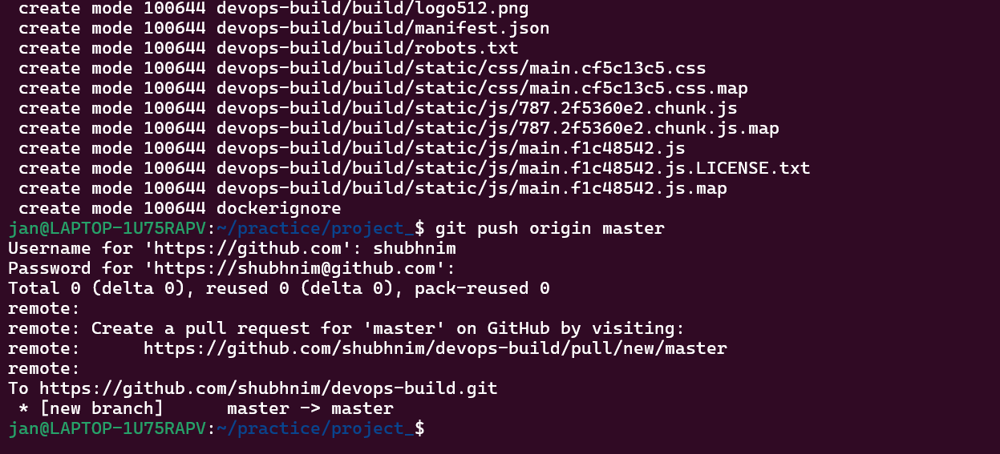 create mode 100644 devops-build/build/logo512.png
create mode 100644 devops-build/build/manifest.json
create mode 100644 devops-build/build/robots.txt
create mode 100644 devops-build/build/static/css/main.cf5c13c5.css
create mode 100644 devops-build/build/static/css/main.cf5c13c5.css.map
create mode 100644 devops-build/build/static/js/787.2f5360e2.chunk.js
create mode 100644 devops-build/build/static/js/787.2f5360e2.chunk.js.map
create mode 100644 devops-build/build/static/js/main.f1c48542.js
create mode 100644 devops-build/build/static/js/main.f1c48542.js.LICENSE.txt
create mode 100644 devops-build/build/static/js/main.f1c48542.js.map
create mode 100644 dockerignore
jan@LAPTOP-1U75RAPV:~/practice/project_$ git push origin master
Username for 'https://github.com': shubhnim
Password for 'https://shubhnim@github.com':
Total 0 (delta 0), reused 0 (delta 0), pack-reused 0
remote:
remote: Create a pull request for 'master' on GitHub by visiting:
remote:      https://github.com/shubhnim/devops-build/pull/new/master
remote:
To https://github.com/shubhnim/devops-build.git
 * [new branch]      master -> master
jan@LAPTOP-1U75RAPV:~/practice/project_$